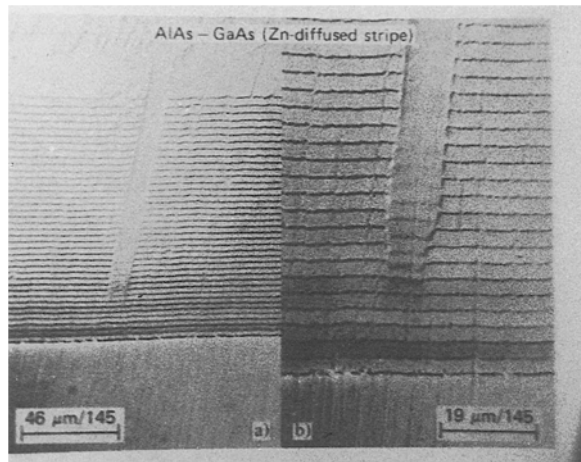 AlAs – GaAs (Zn-diffused stripe)
46 μm/145
a)
b)
19 μm/145